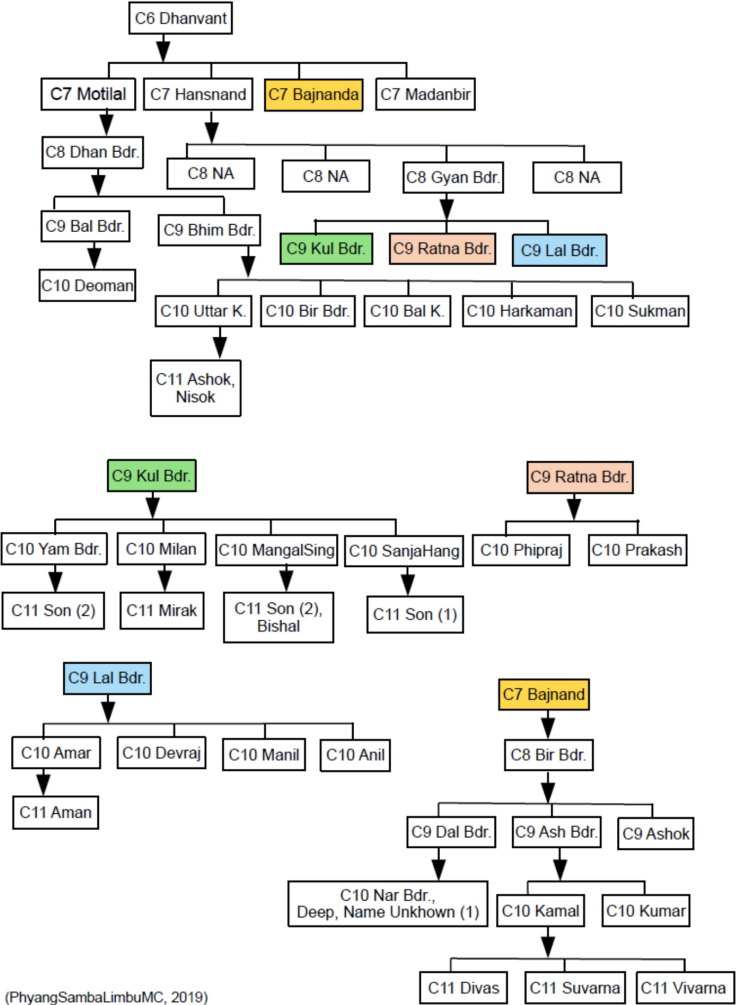 C6 Dhanvant
C7 Motilal
C7 Hansnand
C7 Bajnanda
C7 Madanbir
C8 Dhan Bdr.
C8 NA
C8 NA
C8 Gyan Bdr.
C8 NA
C9 Bal Bdr.
C9 Bhim Bdr.
C9 Kul Bdr.
C9 Ratna Bdr.
C9 Lal Bdr.
C10 Deoman
C10 Uttar K.
C10 Bir Bdr.
C10 Bal K.
C10 Harkaman
C10 Sukman
C11 Ashok,
Nisok
C9 Kul Bdr.
C9 Ratna Bdr.
C10 Yam Bdr.
C10 Milan
C10 MangalSing
C10 SanjaHang
C10 Phipraj
C10 Prakash
C11 Son (2)
C11 Mirak
C11 Son (2),
Bishal
C11 Son (1)
C9 Lal Bdr.
C7 Bajnand
C10 Amar
C10 Devraj
C10 Manil
C10 Anil
C8 Bir Bdr.
C11 Aman
C9 Dal Bdr.
C9 Ash Bdr.
C9 Ashok
C10 Nar Bdr.,
Deep, Name Unkhown (1)
C10 Kamal
C10 Kumar
C11 Divas
C11 Suvarna
C11 Vivarna
(PhyangSambaLimbuMC, 2019)